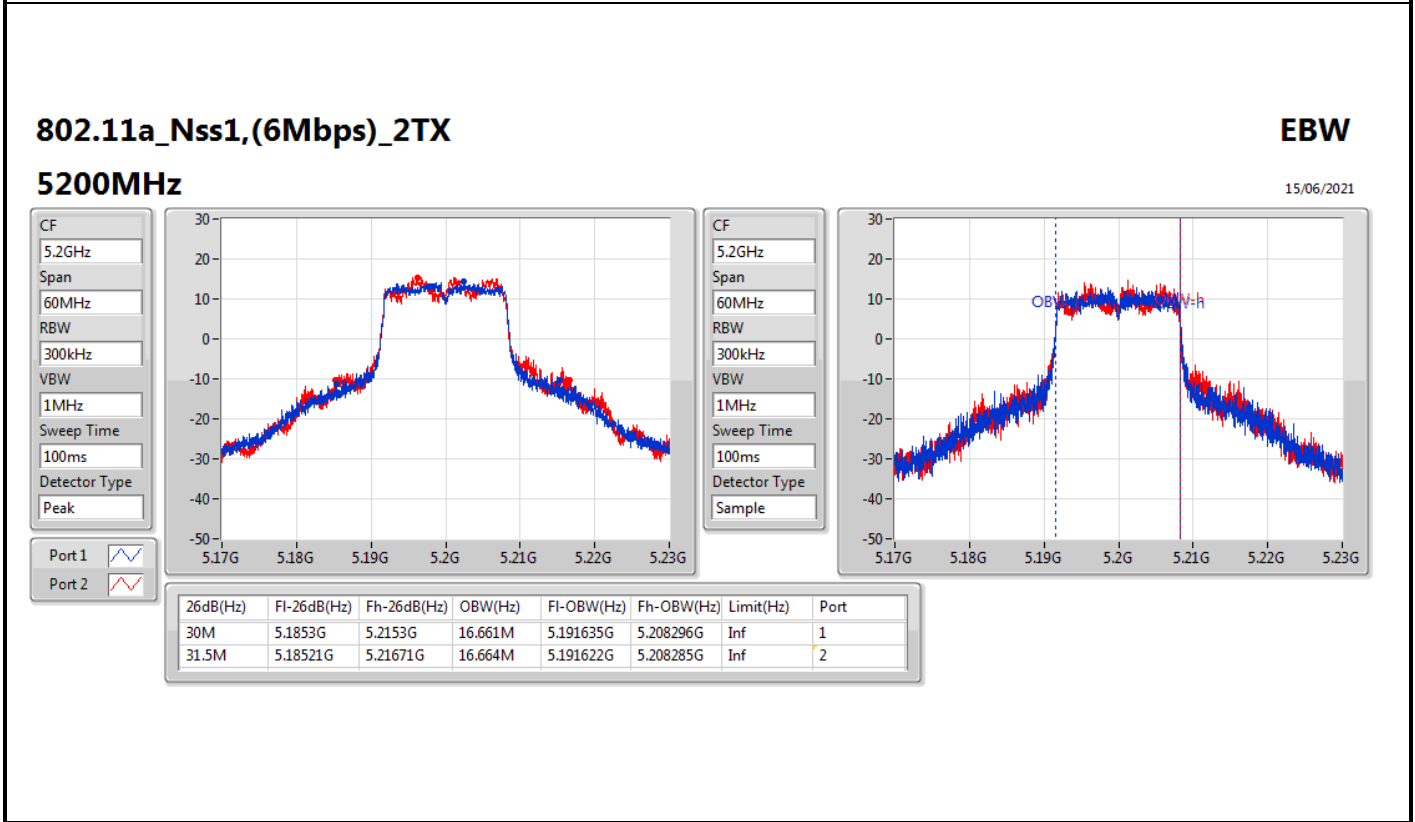 802.11a_Nss1,(6Mbps)_2TX
EBW
5200MHz
15/06/2021
CF
5.2GHz
Span
60MHz
RBW
300kHz
VBW
1MHz
Sweep Time
100ms
Detector Type
Peak
Port 1
Port 2
30
20
10
0
-10
-20
-30
-40
-50
5.17G 5.18G 5.19G 5.2G 5.21G 5.22G 5.23G
CF
5.2GHz
Span
60MHz
RBW
300kHz
VBW
1MHz
Sweep Time
100ms
Detector Type
Sample
30
20
10
0
-10
-20
-30
-40
-50
5.17G 5.18G 5.19G 5.2G 5.21G 5.22G 5.23G
26dB(Hz) Fl-26dB(Hz) Fh-26dB(Hz) OBW(Hz) Fl-OBW(Hz) Fh-OBW(Hz) Limit(Hz) Port
30M 5.1853G 5.2153G 16.661M 5.191635G 5.208296G Inf 1
31.5M 5.18521G 5.21671G 16.664M 5.191622G 5.208285G Inf 2